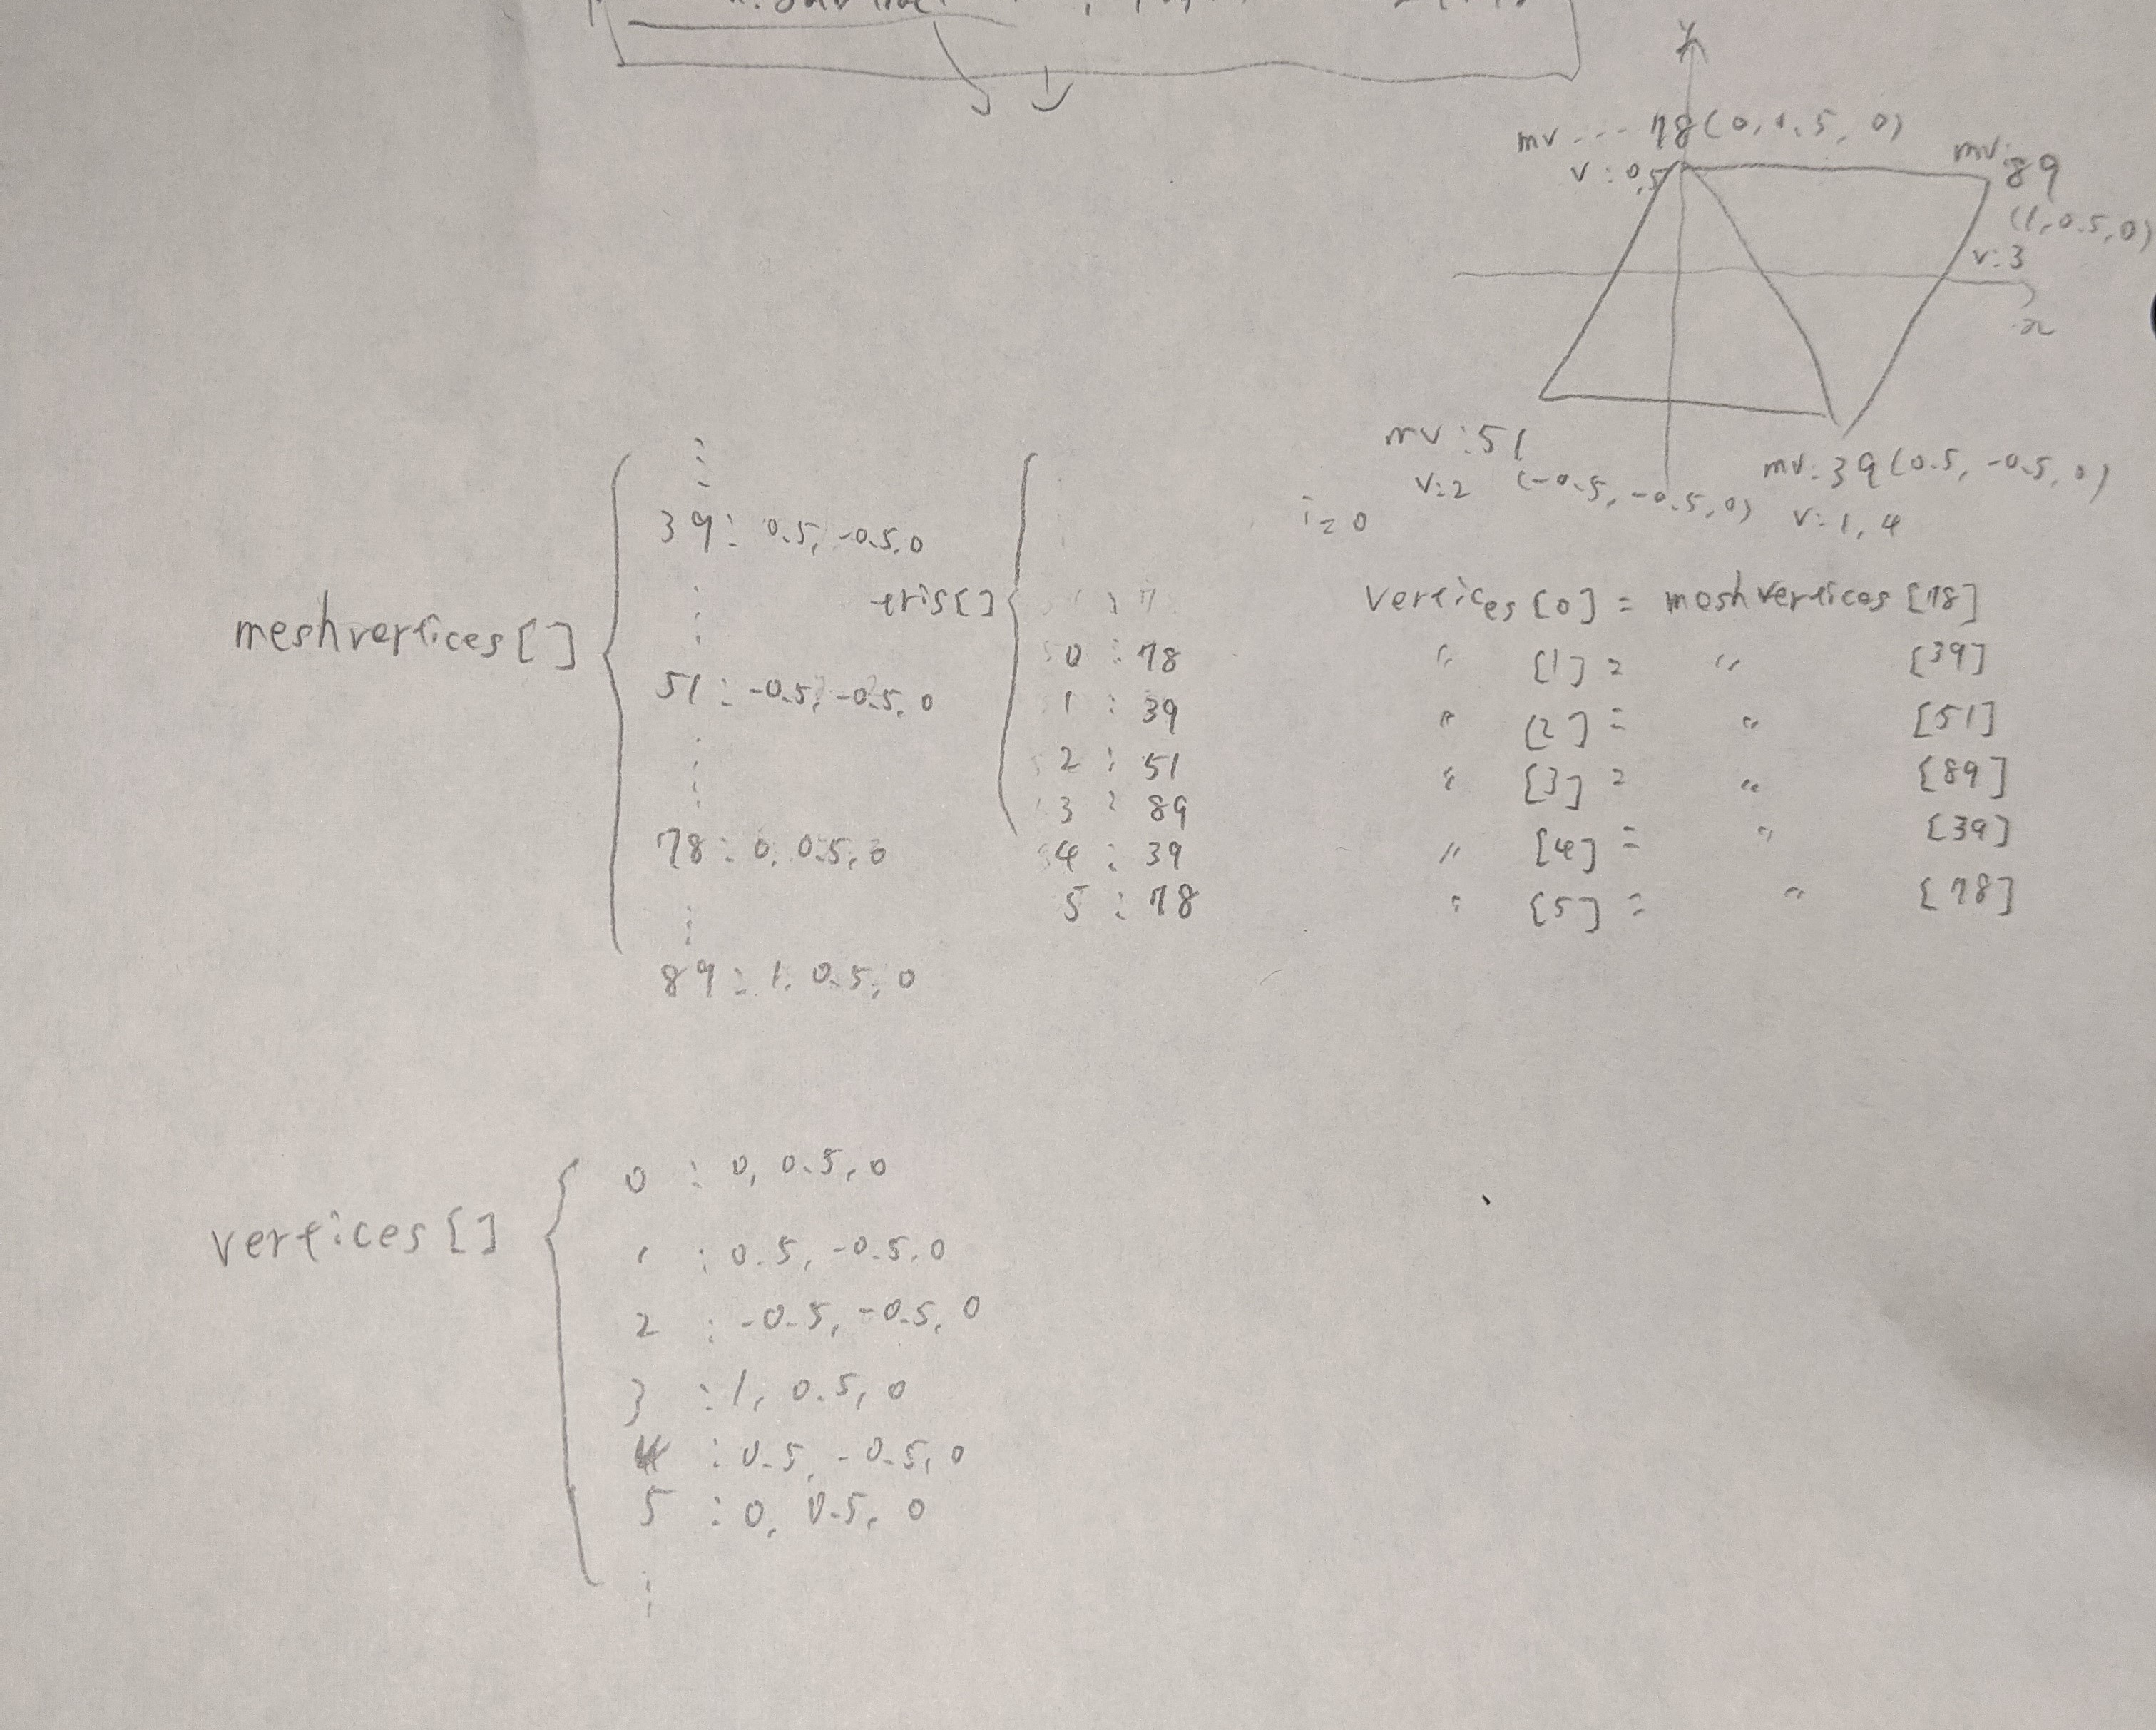 y
mv 78 (0, 0.5, 0)
v : 0,5
mv: 89
(1, 0.5, 0)
v: 3
x
mv : 51
v: 2 (-0.5, -0.5, 0)
mv: 39 (0.5, -0.5, 0)
v: 1, 4
meshvertices[]
39: 0.5, -0.5, 0
51: -0.5, -0.5, 0
78: 0, 0.5, 0
89: 1, 0.5, 0
tris[]
0 : 78
1 : 39
2 : 51
3 : 89
4 : 39
5 : 78
i=0
vertices [0] = meshvertices [78]
〃 [1] = 〃 [39]
〃 [2] = 〃 [51]
〃 [3] = 〃 [89]
〃 [4] = 〃 [39]
〃 [5] = 〃 [78]
vertices[]
0 : 0, 0.5, 0
1 : 0.5, -0.5, 0
2 : -0.5, -0.5, 0
3 : 1, 0.5, 0
4 : 0.5, -0.5, 0
5 : 0, 0.5, 0